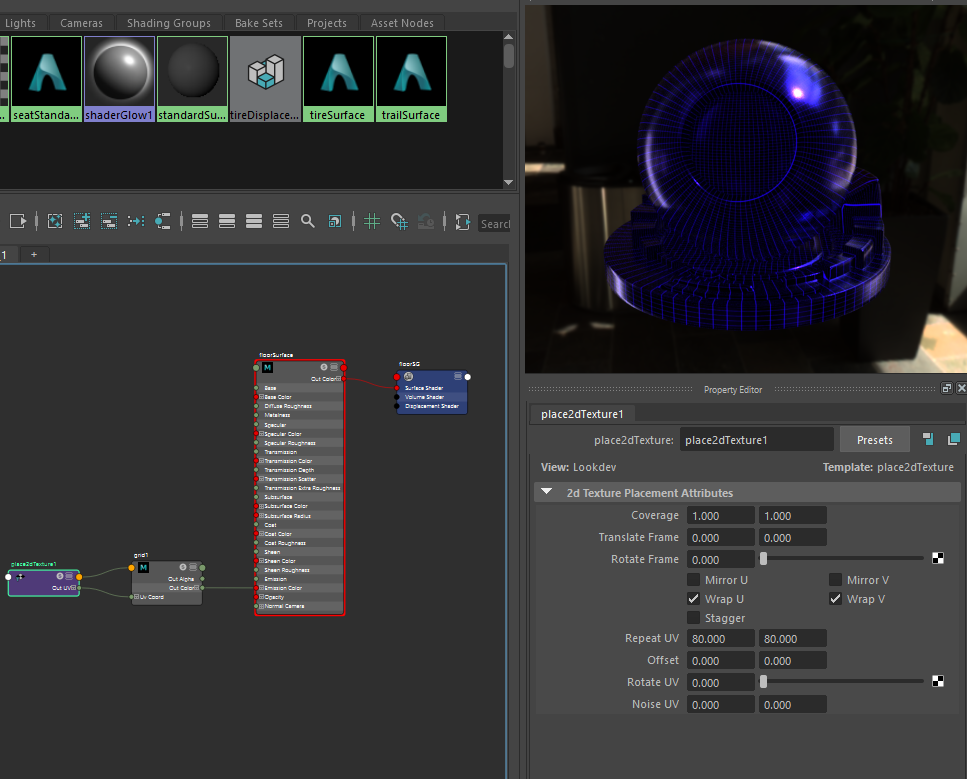 Lights Cameras Shading Groups Bake Sets Projects Asset Nodes
seatStanda... shaderGlow1 standardSu... tireDisplace... tireSurface trailSurface
Search
_1 +
floorSurface
M
Out Color
Base
Base Color
Diffuse Roughness
Metalness
Specular
Specular Color
Specular Roughness
Transmission
Transmission Color
Transmission Depth
Transmission Scatter
Transmission Extra Roughness
Subsurface
Subsurface Color
Subsurface Radius
Coat
Coat Color
Coat Roughness
Sheen
Sheen Color
Sheen Roughness
Emission
Emission Color
Opacity
Normal Camera
floorSG
Surface Shader
Volume Shader
Displacement Shader
place2dTexture1
Out UV
grid1
M
Out Alpha
Out Color
Uv Coord
Property Editor
place2dTexture1
place2dTexture: place2dTexture1 Presets
View: Lookdev Template: place2dTexture
2d Texture Placement Attributes
Coverage 1.000 1.000
Translate Frame 0.000 0.000
Rotate Frame 0.000
Mirror U Mirror V
Wrap U Wrap V
Stagger
Repeat UV 80.000 80.000
Offset 0.000 0.000
Rotate UV 0.000
Noise UV 0.000 0.000